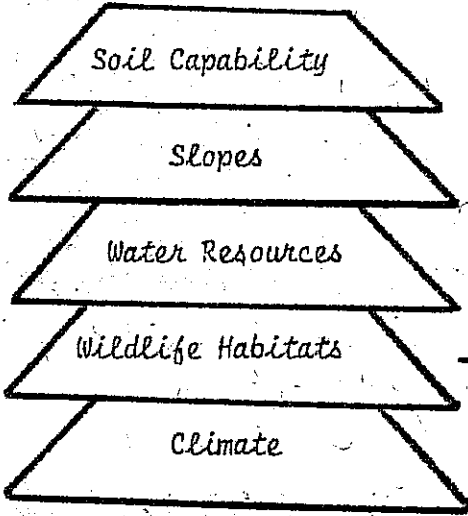 Soil Capability
Slopes
Water Resources
Wildlife Habitats
Climate